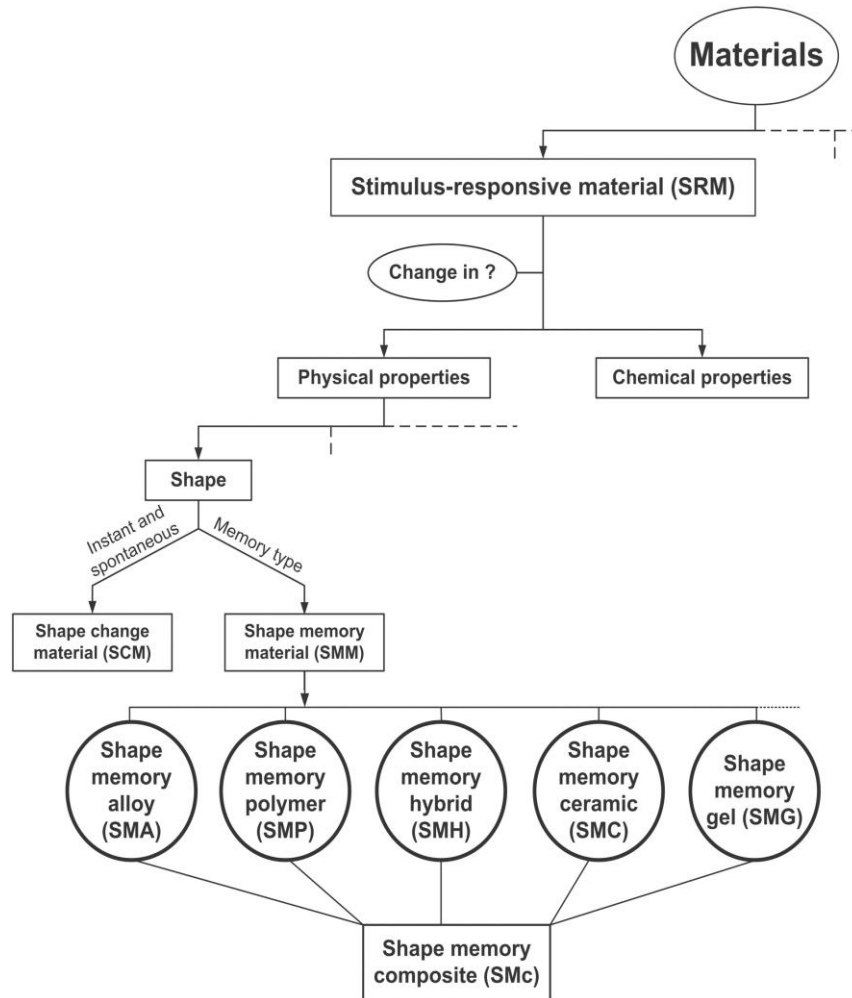 Materials
Stimulus-responsive material (SRM)
Change in ?
Physical properties
Chemical properties
Shape
Instant and
spontaneous
Memory type
Shape change
material (SCM)
Shape memory
material (SMM)
Shape
memory
alloy
(SMA)
Shape
memory
polymer
(SMP)
Shape
memory
hybrid
(SMH)
Shape
memory
ceramic
(SMC)
Shape
memory
gel (SMG)
Shape memory
composite (SMc)